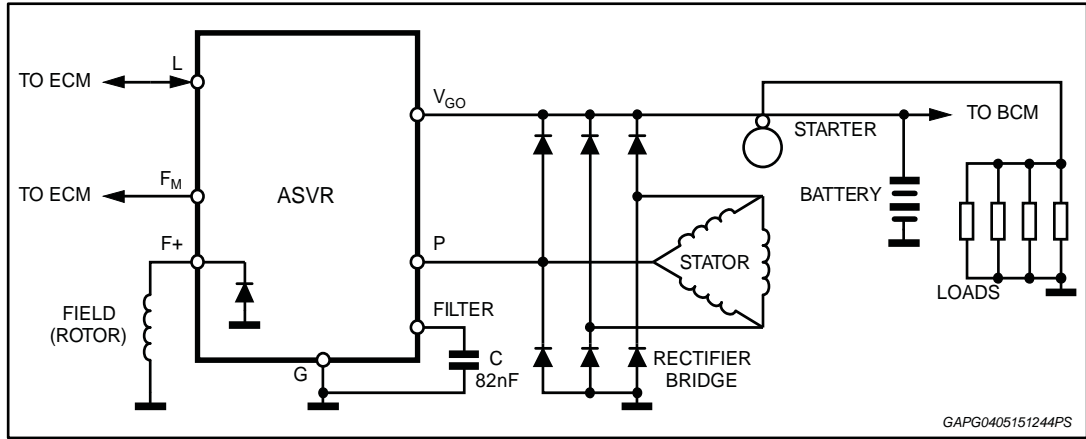 L
TO ECM
V_GO
STARTER
TO BCM
F_M
TO ECM
ASVR
BATTERY
F+
P
STATOR
FIELD
(ROTOR)
FILTER
LOADS
G
C
82nF
RECTIFIER
BRIDGE
GAPG0405151244PS